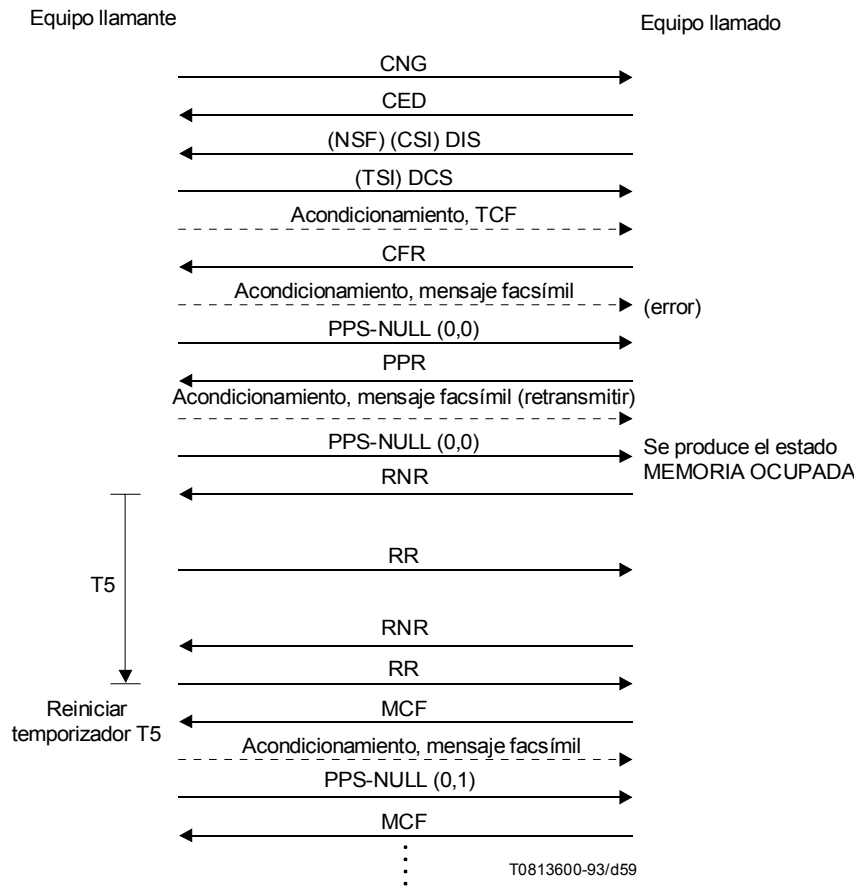 Equipo llamante
Equipo llamado
CNG
CED
(NSF) (CSI) DIS
(TSI) DCS
Acondicionamiento, TCF
CFR
Acondicionamiento, mensaje facsímil
(error)
PPS-NULL (0,0)
PPR
Acondicionamiento, mensaje facsímil (retransmitir)
PPS-NULL (0,0)
Se produce el estado
MEMORIA OCUPADA
RNR
RR
T5
RNR
RR
Reiniciar
temporizador T5
MCF
Acondicionamiento, mensaje facsímil
PPS-NULL (0,1)
MCF
T0813600-93/d59